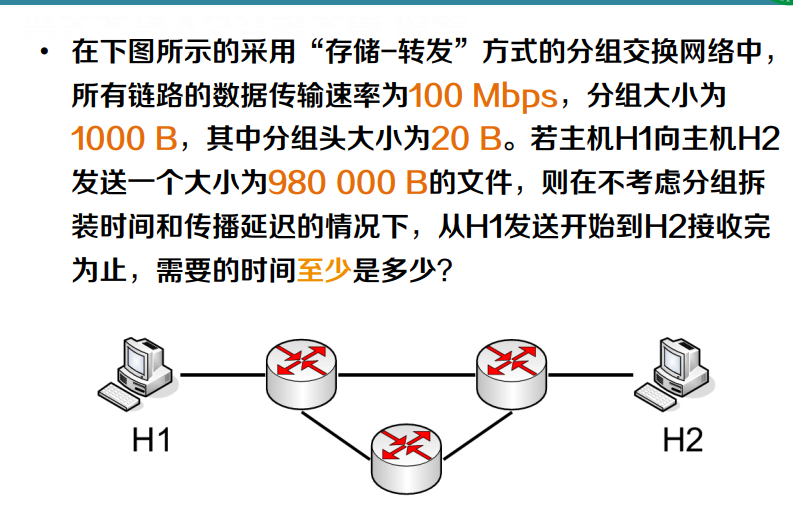 • 在下图所示的采用“存储-转发”方式的分组交换网络中，
所有链路的数据传输速率为100 Mbps，分组大小为
1000 B，其中分组头大小为20 B。若主机H1向主机H2
发送一个大小为980 000 B的文件，则在不考虑分组拆
装时间和传播延迟的情况下，从H1发送开始到H2接收完
为止，需要的时间至少是多少？
H1
H2